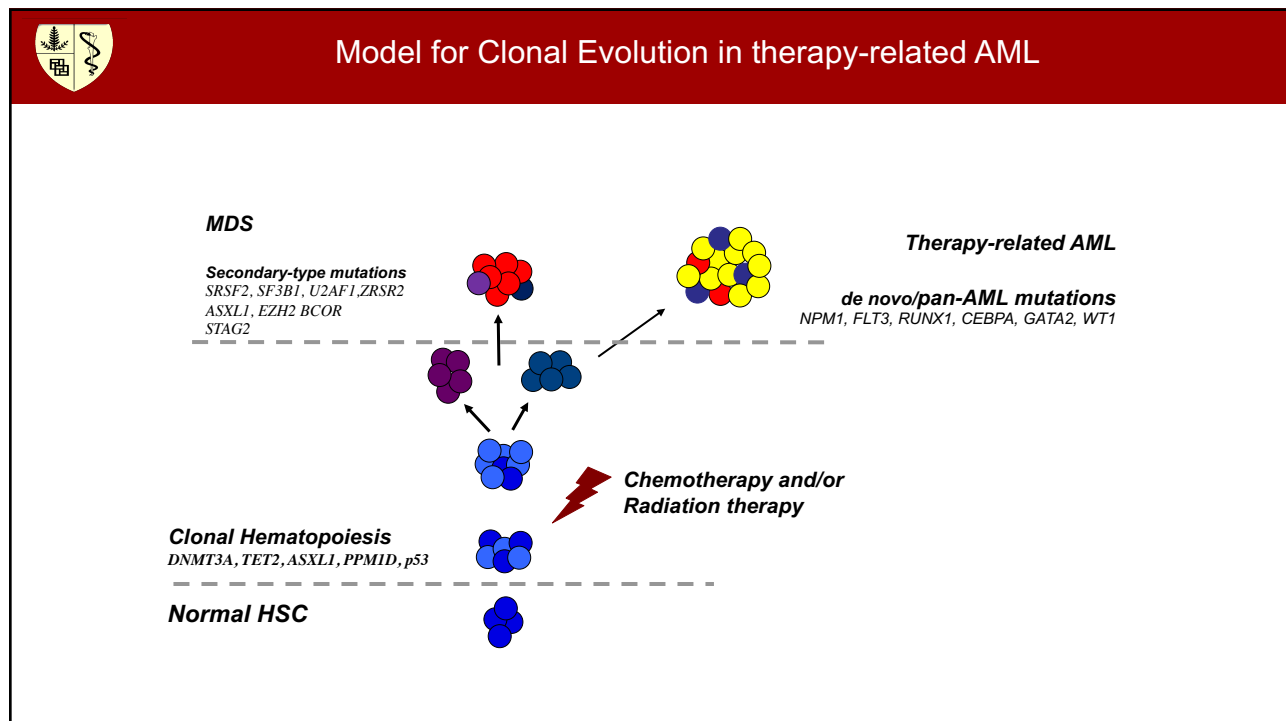 Model for Clonal Evolution in therapy-related AML
MDS
Secondary-type mutations
SRSF2, SF3B1, U2AF1,ZRSR2
ASXL1, EZH2 BCOR
STAG2
Therapy-related AML
de novo/pan-AML mutations
NPM1, FLT3, RUNX1, CEBPA, GATA2, WT1
Chemotherapy and/or
Radiation therapy
Clonal Hematopoiesis
DNMT3A, TET2, ASXL1, PPM1D, p53
Normal HSC